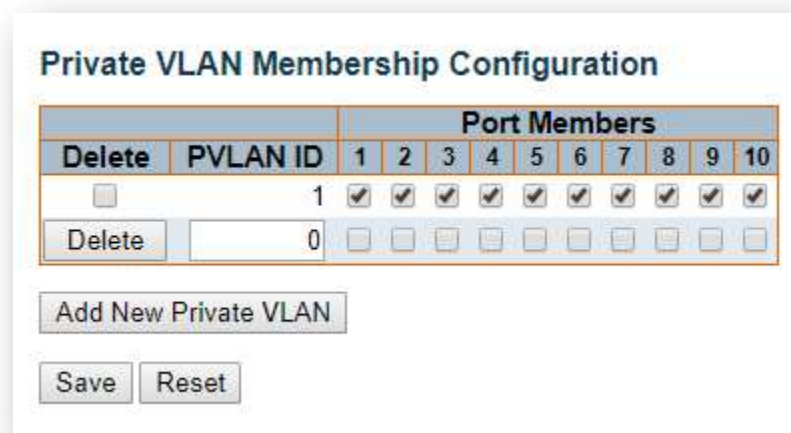 Private VLAN Membership Configuration
Port Members
Delete PVLAN ID 1 2 3 4 5 6 7 8 9 10
1
Delete 0
Add New Private VLAN
Save Reset